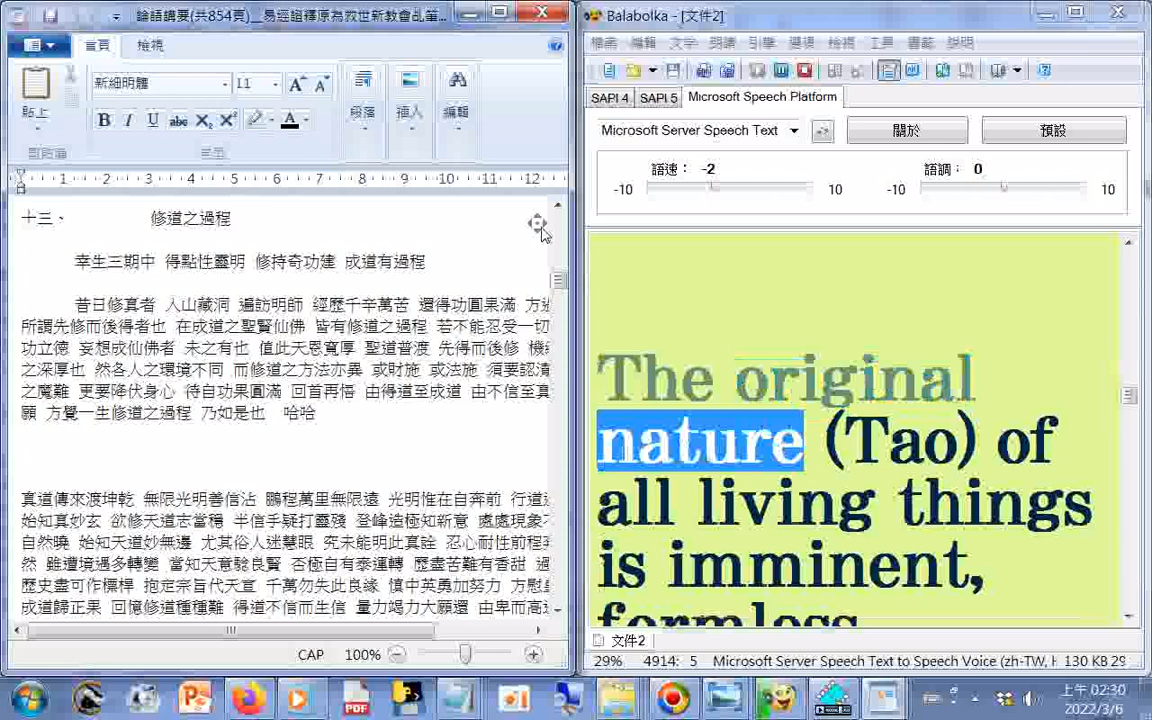 論語講要(共854頁)__易經證釋原為救世新教會乩筆...
首頁
檢視
貼上
新細明體
11
剪貼簿
字型
段落
插入
編輯
1 2 3 4 5 6 7 8 9 10 11 12
十三、 修道之過程
幸生三期中 得點性靈明 修持奇功建 成道有過程
昔日修真者 入山藏洞 遍訪明師 經歷千辛萬苦 還得功圓果滿 方
所謂先修而後得者也 在成道之聖賢仙佛 皆有修道之過程 若不能忍受一切
功立德 妄想成仙佛者 未之有也 值此天恩寬厚 聖道普渡 先得而後修 機
之深厚也 然各人之環境不同 而修道之方法亦異 或財施 或法施 須要認清
之魔難 更要降伏身心 待自功果圓滿 回首再悟 由得道至成道 由不信至真
願 方覺一生修道之過程 乃如是也 哈哈
真道傳來渡坤乾 無限光明善信沾 鵬程萬里無限遠 光明惟在自奔前 行道
始知真妙玄 欲修天道志當穩 半信半疑打靈殘 登峰造極知新意 處處現象
自然曉 始知天道妙無邊 尤其俗人迷慧眼 究未能明此真詮 忍心耐性前程
然 雖遭境遇多轉變 當知天意驗良賢 否極自有泰運轉 歷盡苦難有香甜
歷史盡可作標桿 抱定宗旨代天宣 千萬勿失此良緣 慎中英勇加努力 方慰
成道歸正果 回憶修道種種難 得道不信而生信 量力竭力大願還 由卑而高
CAP 100%
Balabolka - [文件2]
檔案 編輯 文字 朗讀 引擎 選項 檢視 工具 書籤 說明
SAPI 4 SAPI 5 Microsoft Speech Platform
Microsoft Server Speech Text
關於
預設
語速： -2
語調： 0
-10 10 -10 10
The original
nature (Tao) of
all living things
is imminent,
formless
文件2
29% 4914: 5 Microsoft Server Speech Text to Speech Voice (zh-TW, H 130 KB 29
PDF
上午 02:30
2022/3/6